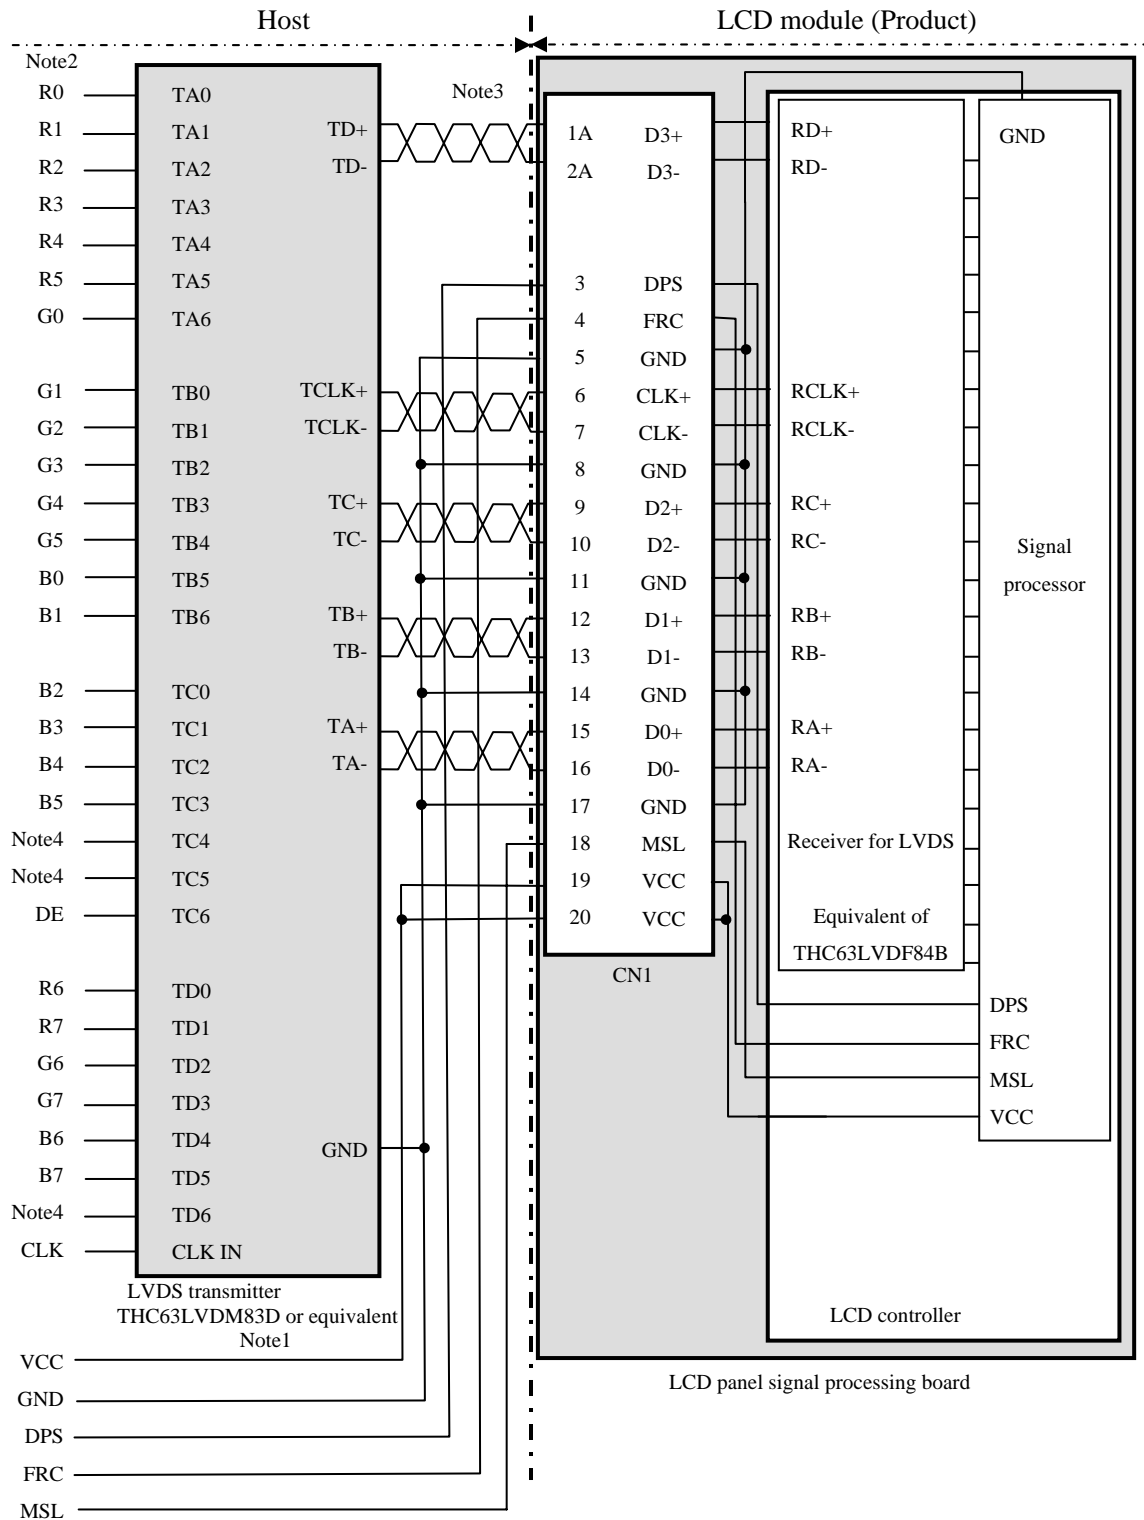 Host
LCD module (Product)
Note2
Note3
R0
R1
R2
R3
R4
R5
G0
G1
G2
G3
G4
G5
B0
B1
B2
B3
B4
B5
Note4
Note4
DE
R6
R7
G6
G7
B6
B7
Note4
CLK
TA0
TA1
TA2
TA3
TA4
TA5
TA6
TB0
TB1
TB2
TB3
TB4
TB5
TB6
TC0
TC1
TC2
TC3
TC4
TC5
TC6
TD0
TD1
TD2
TD3
TD4
TD5
TD6
CLK IN
TD+
TD-
TCLK+
TCLK-
TC+
TC-
TB+
TB-
TA+
TA-
GND
LVDS transmitter
THC63LVDM83D or equivalent
Note1
VCC
GND
DPS
FRC
MSL
1A D3+
2A D3-
3 DPS
4 FRC
5 GND
6 CLK+
7 CLK-
8 GND
9 D2+
10 D2-
11 GND
12 D1+
13 D1-
14 GND
15 D0+
16 D0-
17 GND
18 MSL
19 VCC
20 VCC
CN1
RD+
RD-
RCLK+
RCLK-
RC+
RC-
RB+
RB-
RA+
RA-
Receiver for LVDS
Equivalent of
THC63LVDF84B
GND
Signal
processor
DPS
FRC
MSL
VCC
LCD controller
LCD panel signal processing board